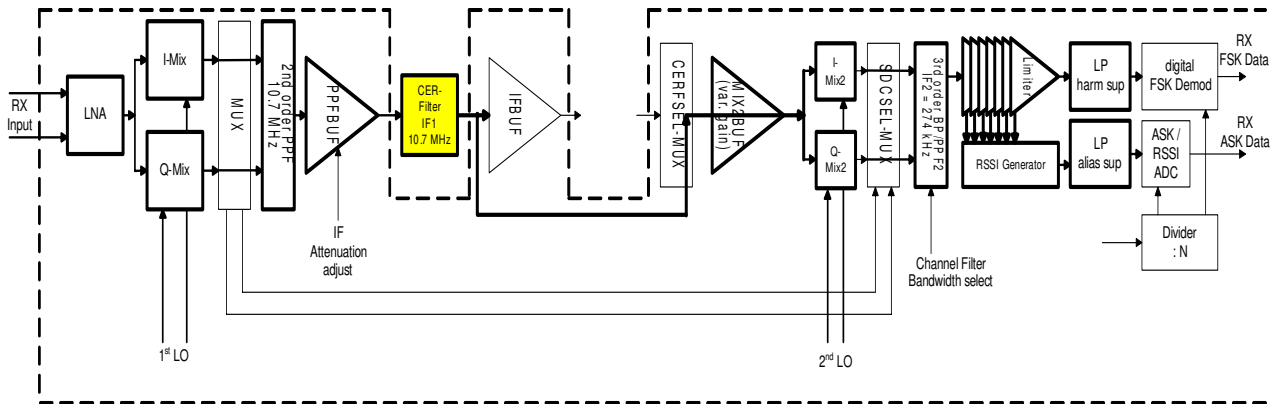 RX
Input
LNA
I-Mix
Q-Mix
MUX
2nd order PPF
10.7 MHz
PPFBUF
IF
Attenuation
adjust
CER-
Filter
IF1
10.7 MHz
IFBUF
CERFSEL-MUX
MIX2BUF
(var. gain)
I-
Mix2
Q-
Mix2
SDCSEL-MUX
3rd order BP/PPF2
IF2 = 274 kHz
Channel Filter
Bandwidth select
Limiter
RSSI Generator
LP
harm sup
LP
alias sup
digital
FSK Demod
ASK /
RSSI
ADC
Divider
: N
RX
FSK Data
RX
ASK Data
1st LO
2nd LO